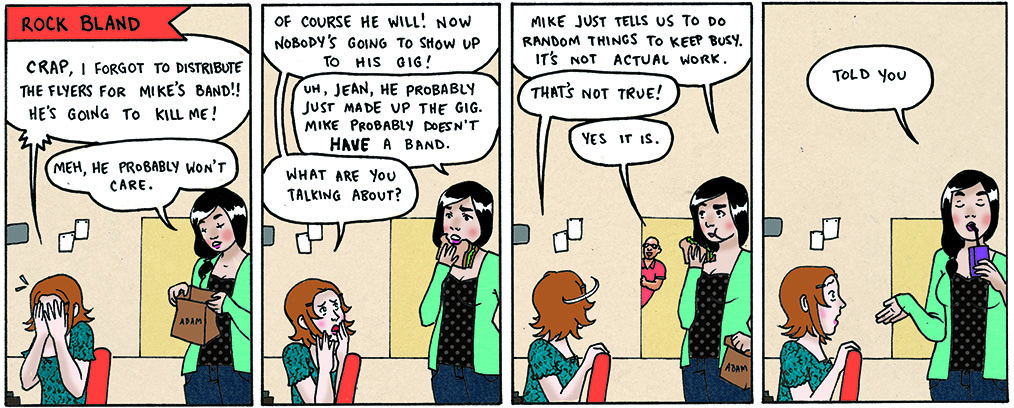 ROCK BLAND
CRAP, I FORGOT TO DISTRIBUTE
THE FLYERS FOR MIKE'S BAND!!
HE'S GOING TO KILL ME!
MEH, HE PROBABLY WON'T
CARE.
ADAM
OF COURSE HE WILL! NOW
NOBODY'S GOING TO SHOW UP
TO HIS GIG!
UH, JEAN, HE PROBABLY
JUST MADE UP THE GIG.
MIKE PROBABLY DOESN'T
HAVE A BAND.
WHAT ARE YOU
TALKING ABOUT?
MIKE JUST TELLS US TO DO
RANDOM THINGS TO KEEP BUSY.
IT'S NOT ACTUAL WORK.
THAT'S NOT TRUE!
YES IT IS.
ADAM
TOLD YOU